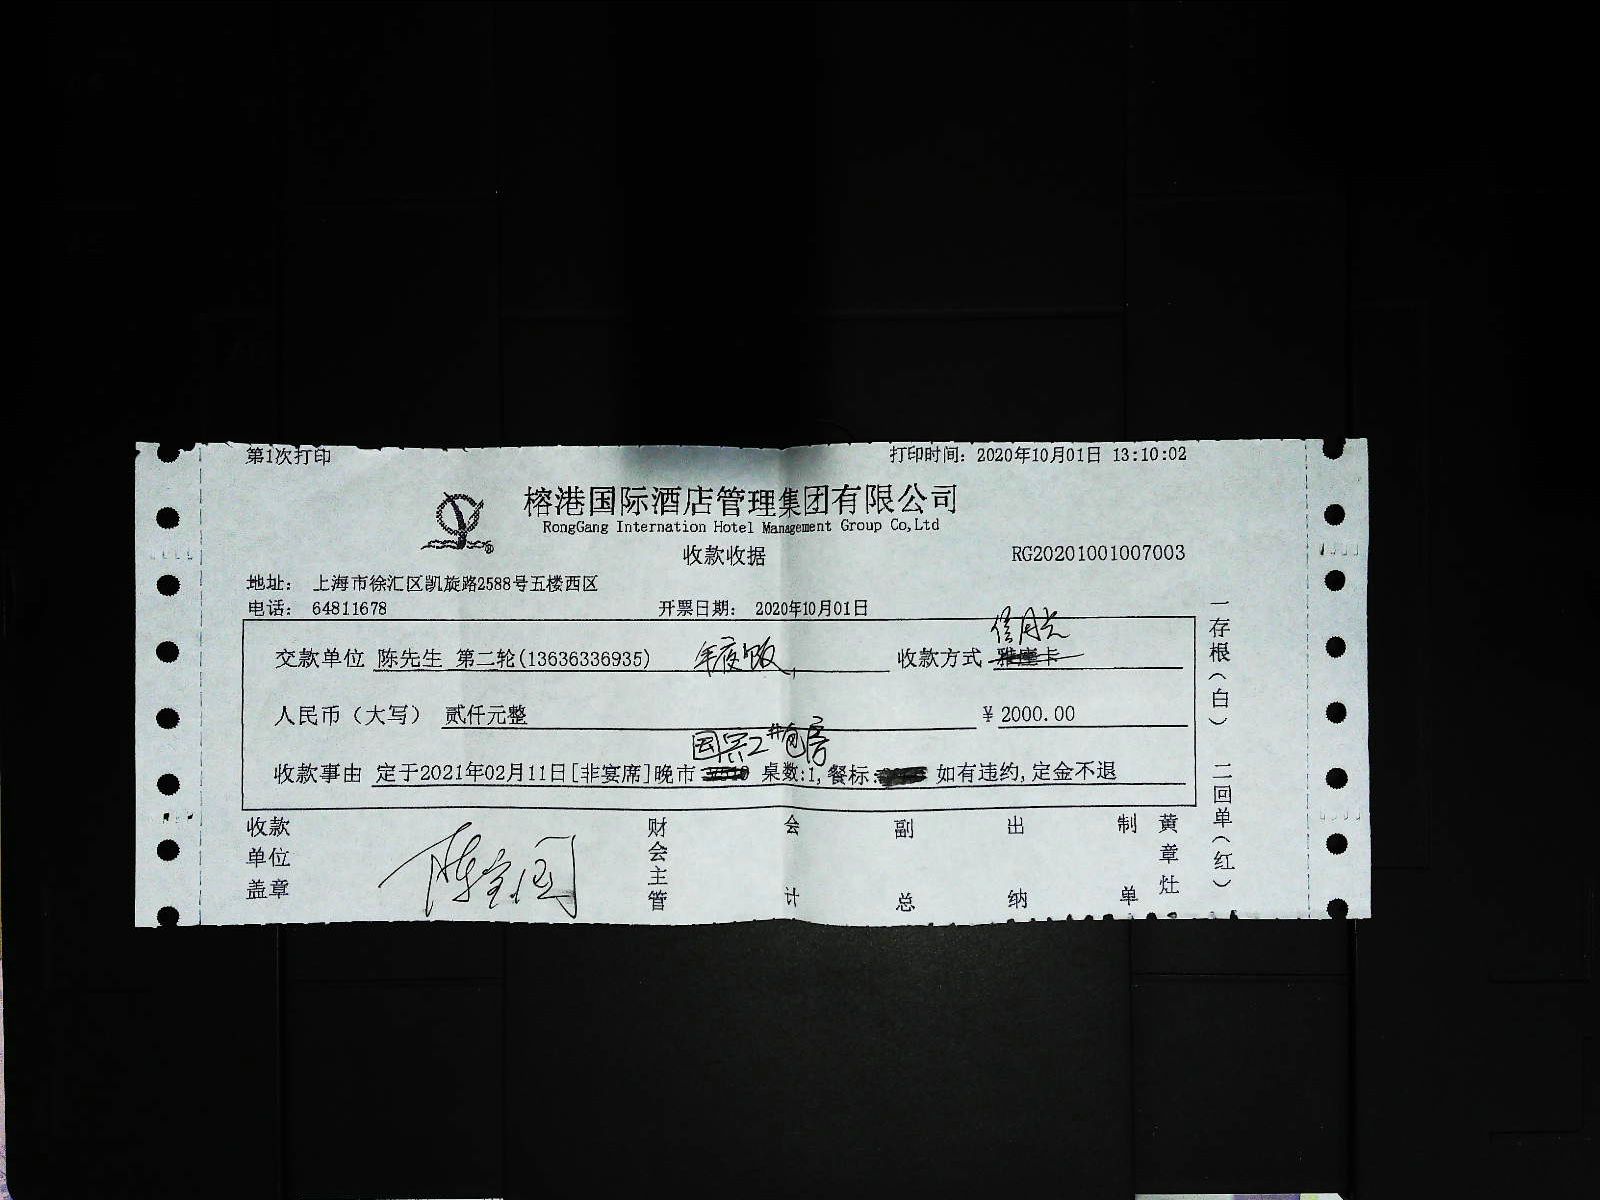 第1次打印 打印时间：2020年10月01日 13:10:02
榕港国际酒店管理集团有限公司
RongGang Internation Hotel Management Group Co,Ltd
收款收据 RG20201001007003
地址： 上海市徐汇区凯旋路2588号五楼西区
电话： 64811678 开票日期： 2020年10月01日
信用卡
交款单位 陈先生 第二轮(13636336935) 年夜饭 收款方式 雅座卡
人民币（大写） 贰仟元整 ￥ 2000.00
国宾2#包房
收款事由 定于2021年02月11日[非宴席]晚市 桌数:1,餐标: 如有违约,定金不退
收款单位盖章 财会主管 会计 副总 出纳 制单 黄章灶
一存根（白） 二回单（红）